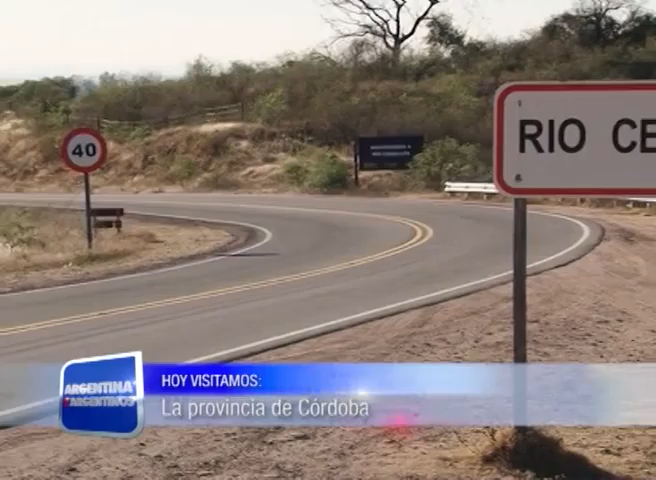 40
RIO CE
ARGENTINA
ARGENTINOS
HOY VISITAMOS:
La provincia de Córdoba